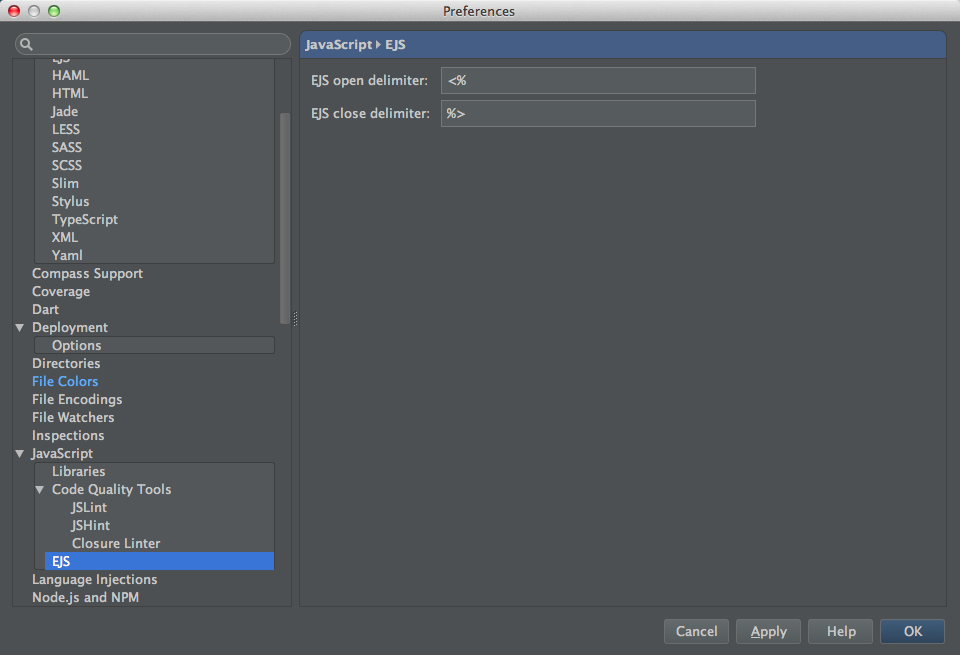 Preferences
JavaScript ▸ EJS
EJS open delimiter: <%
EJS close delimiter: %>
EJS
HAML
HTML
Jade
LESS
SASS
SCSS
Slim
Stylus
TypeScript
XML
Yaml
Compass Support
Coverage
Dart
Deployment
Options
Directories
File Colors
File Encodings
File Watchers
Inspections
JavaScript
Libraries
Code Quality Tools
JSLint
JSHint
Closure Linter
EJS
Language Injections
Node.js and NPM
Cancel Apply Help OK